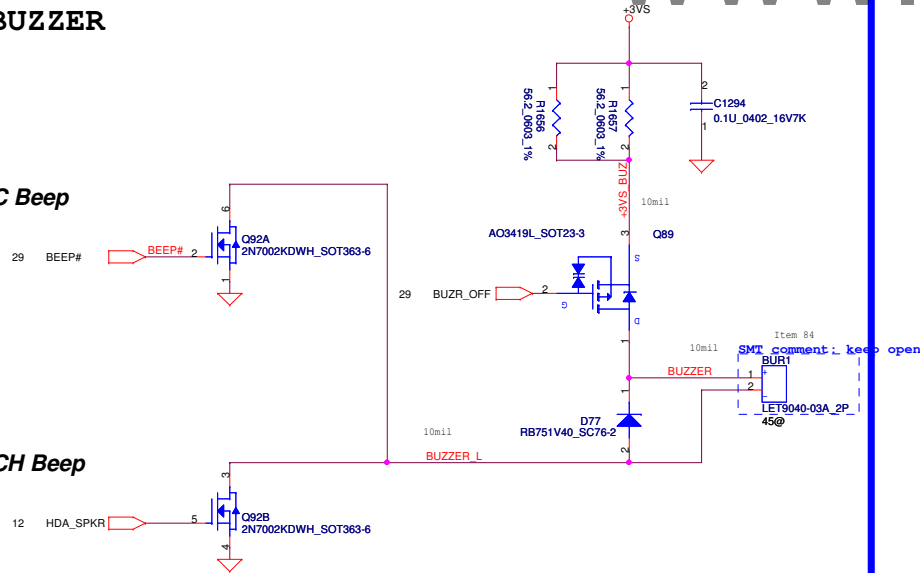 BUZZER
+3VS
1
1
2
R1656
56.2_0603_1%
R1657
56.2_0603_1%
C1294
0.1U_0402_16V7K
2
2
1
+3VS_BUZ
10mil
C Beep
6
Q92A
2N7002KDWH_SOT363-6
29 BEEP#
BEEP#
2
1
AO3419L_SOT23-3
3
Q89
S
29 BUZR_OFF
2
G
D
1
10mil
Item 84
SMT comment: keep open
BUR1
BUZZER
1
+
2
-
LET9040-03A_2P
45@
1
D77
RB751V40_SC76-2
2
10mil
BUZZER_L
CH Beep
3
Q92B
2N7002KDWH_SOT363-6
12 HDA_SPKR
5
4